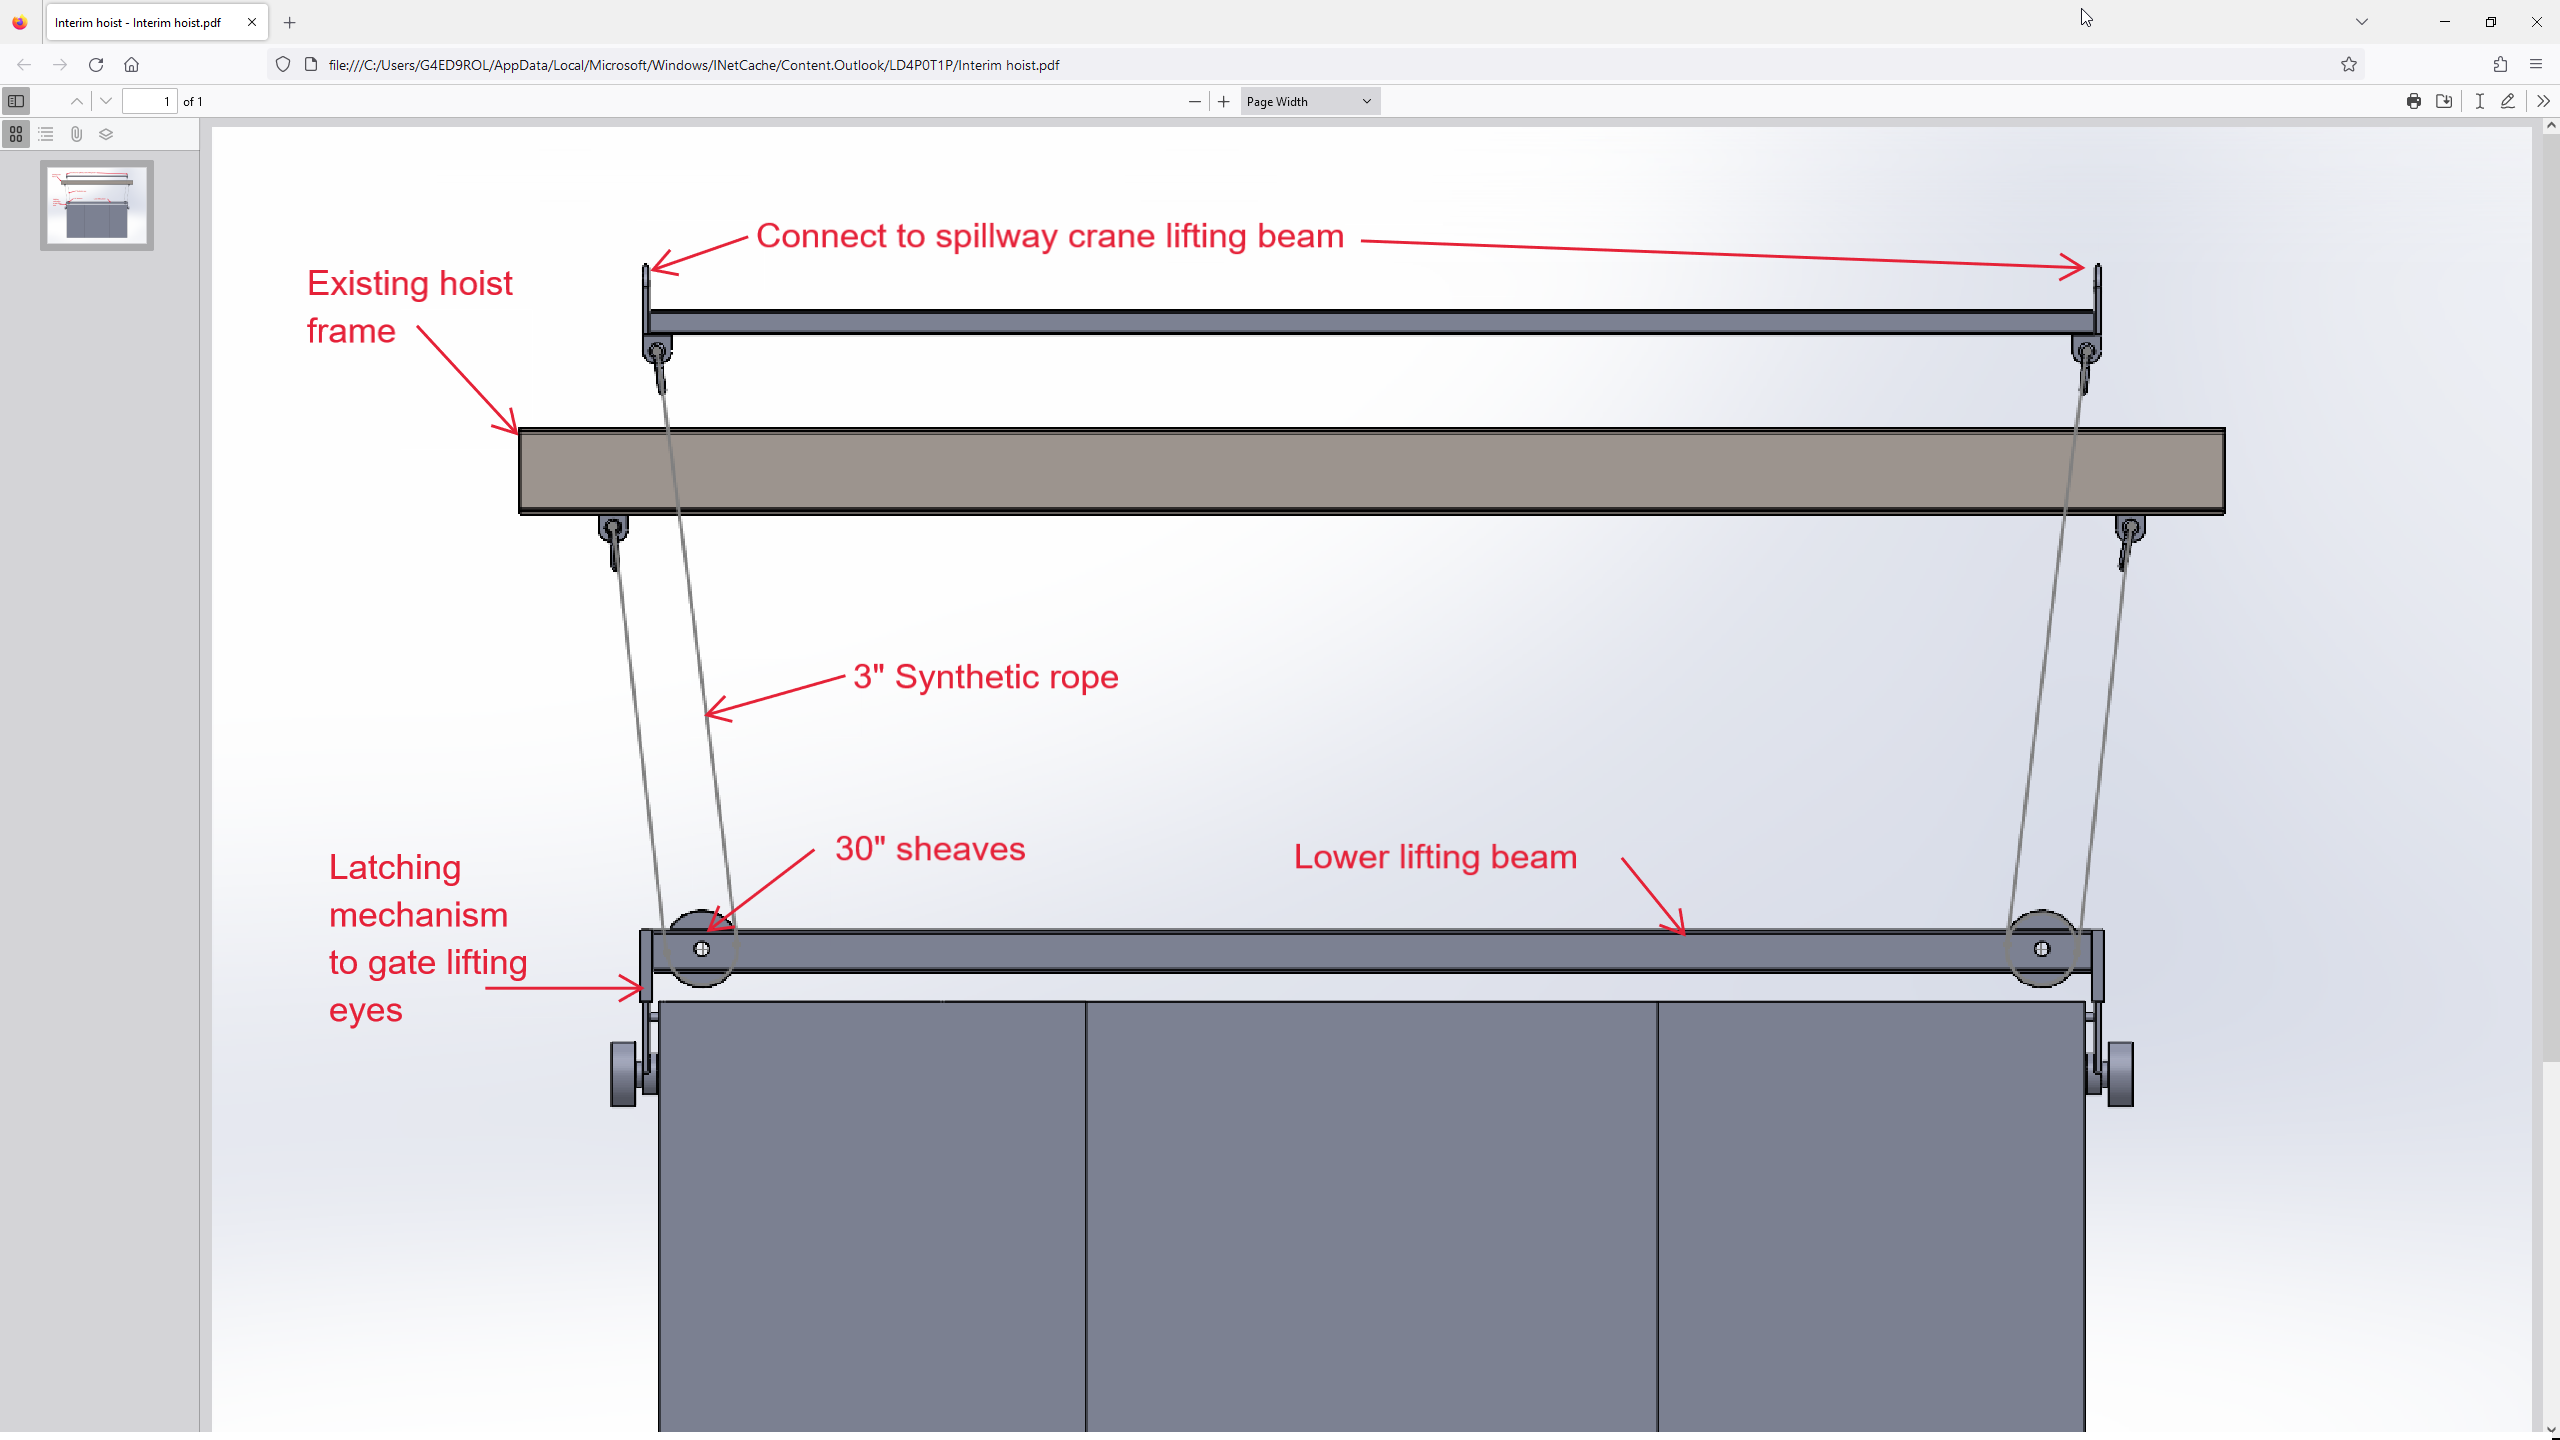 Interim hoist - Interim hoist.pdf
file:///C:/Users/G4ED9ROL/AppData/Local/Microsoft/Windows/INetCache/Content.Outlook/LD4P0T1P/Interim hoist.pdf
1 of 1
Page Width
Connect to spillway crane lifting beam
Existing hoist
frame
3" Synthetic rope
30" sheaves
Lower lifting beam
Latching
mechanism
to gate lifting
eyes